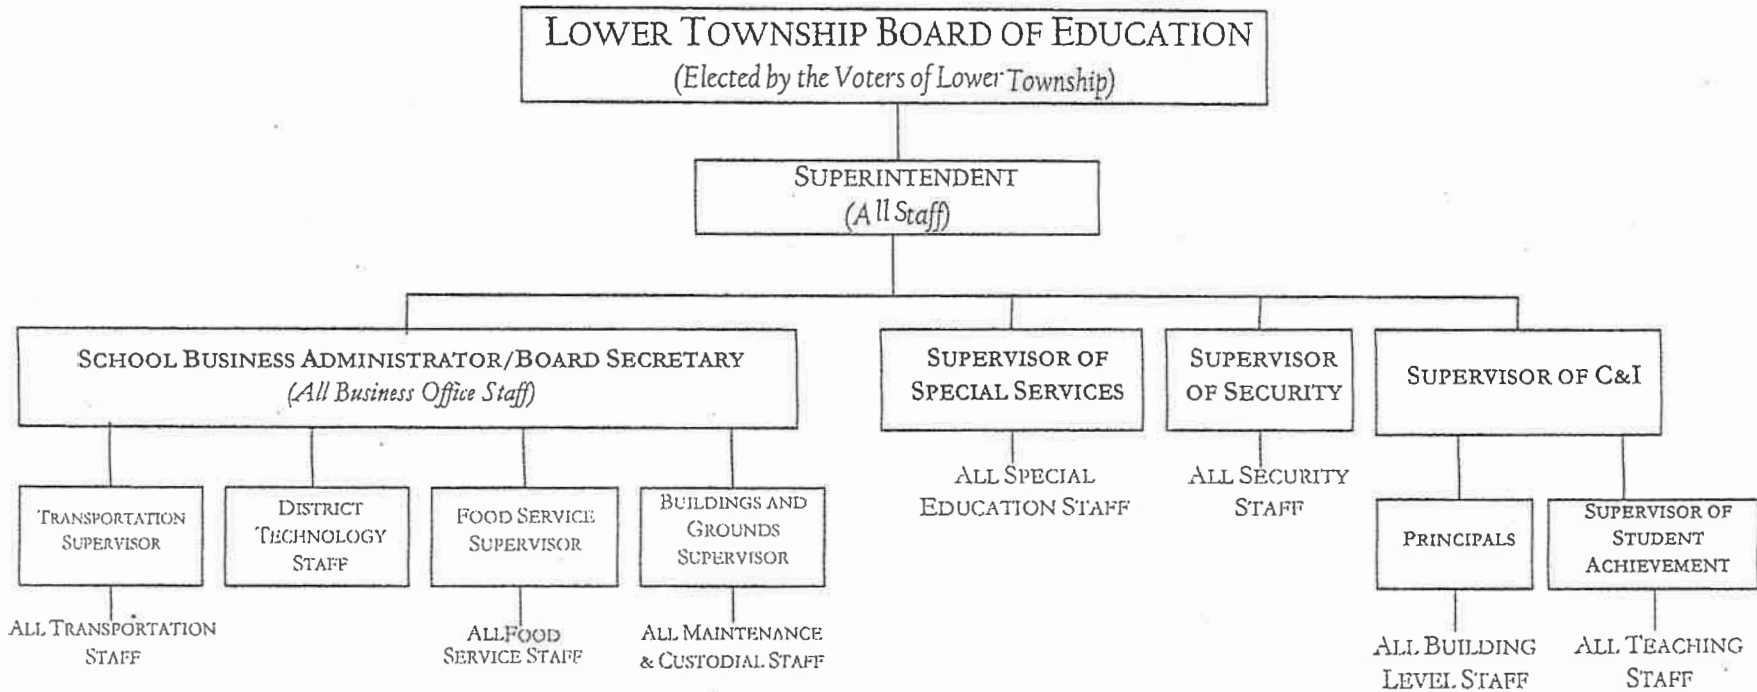 LOWER TOWNSHIP BOARD OF EDUCATION
(Elected by the Voters of Lower Township)
SUPERINTENDENT
(All Staff)
SCHOOL BUSINESS ADMINISTRATOR/BOARD SECRETARY
(All Business Office Staff)
SUPERVISOR OF
SPECIAL SERVICES
SUPERVISOR
OF SECURITY
SUPERVISOR OF C&I
TRANSPORTATION
SUPERVISOR
DISTRICT
TECHNOLOGY
STAFF
FOOD SERVICE
SUPERVISOR
BUILDINGS AND
GROUNDS
SUPERVISOR
ALL SPECIAL
EDUCATION STAFF
ALL SECURITY
STAFF
PRINCIPALS
SUPERVISOR OF
STUDENT
ACHIEVEMENT
ALL TRANSPORTATION
STAFF
ALL FOOD
SERVICE STAFF
ALL MAINTENANCE
& CUSTODIAL STAFF
ALL BUILDING
LEVEL STAFF
ALL TEACHING
STAFF